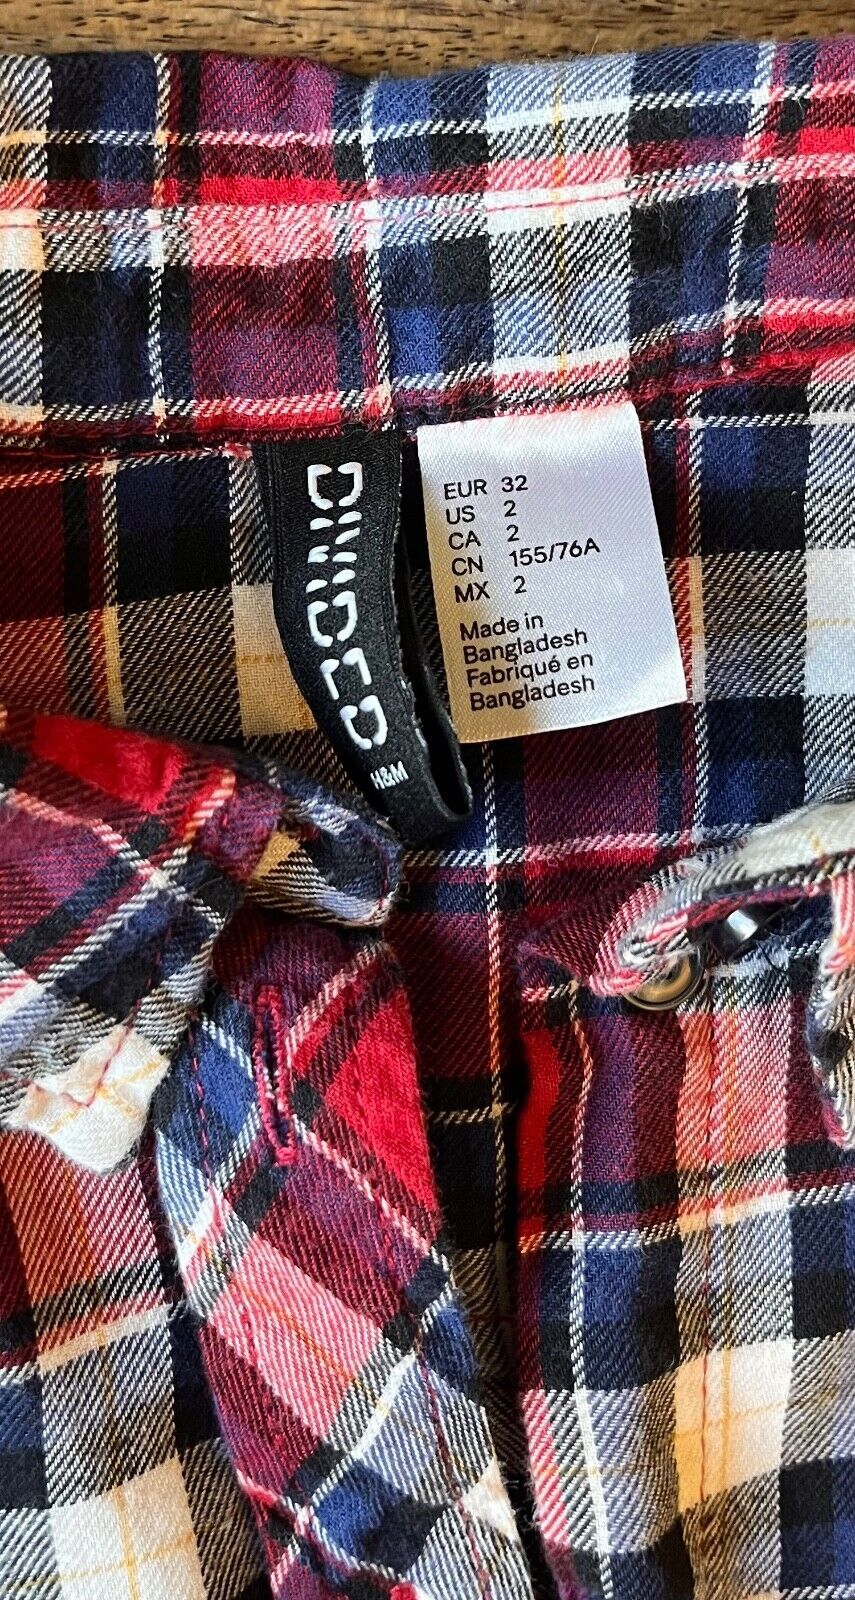 DIVIDED
H&M
EUR 32
US 2
CA 2
CN 155/76A
MX 2
Made in
Bangladesh
Fabriqué en
Bangladesh